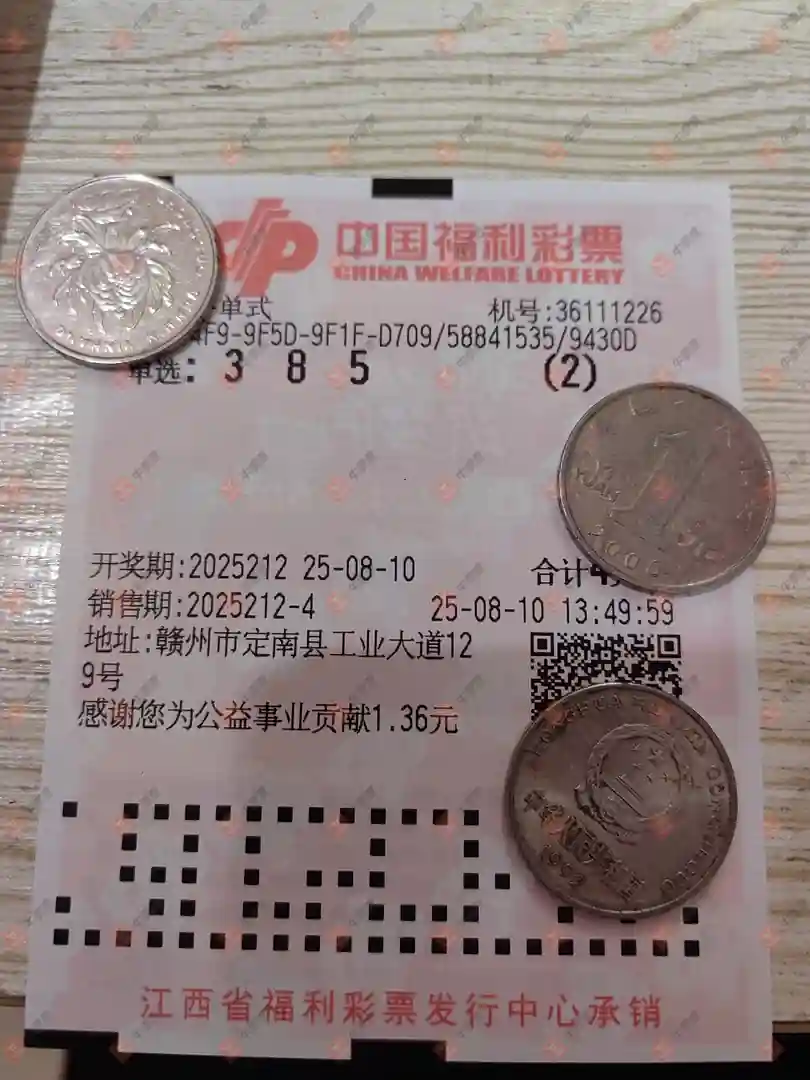 中国福利彩票
CHINA WELFARE LOTTERY
单式 机号:36111226
4F9-9F5D-9F1F-D709/58841535/9430D
单选: 3 8 5 (2)
1
YUAN
2000
开奖期:2025212 25-08-10 合计
销售期:2025212-4 25-08-10 13:49:59
地址:赣州市定南县工业大道12
9号
感谢您为公益事业贡献1.36元
江西省福利彩票发行中心承销